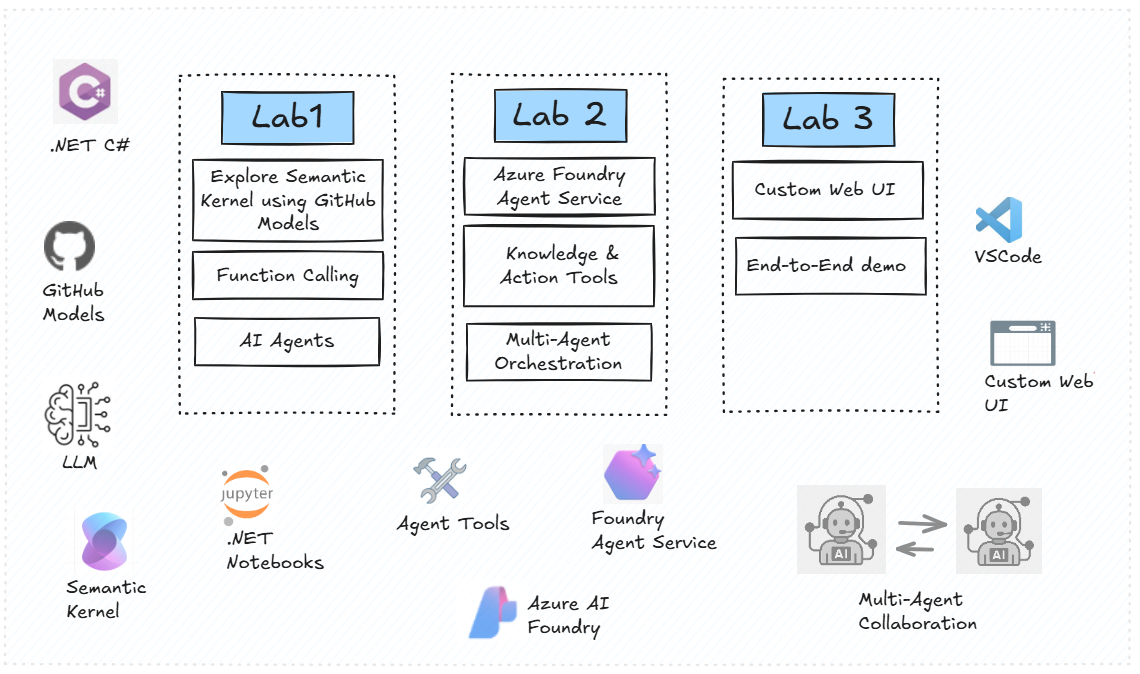 .NET C#
GitHub
Models
LLM
Semantic
Kernel
Lab1
Explore Semantic
Kernel using GitHub
Models
Function Calling
AI Agents
Lab 2
Azure Foundry
Agent Service
Knowledge &
Action Tools
Multi-Agent
Orchestration
Lab 3
Custom Web UI
End-to-End demo
VSCode
Custom Web
UI
jupyter
.NET
Notebooks
Agent Tools
Foundry
Agent Service
Azure AI
Foundry
AI
AI
Multi-Agent
Collaboration